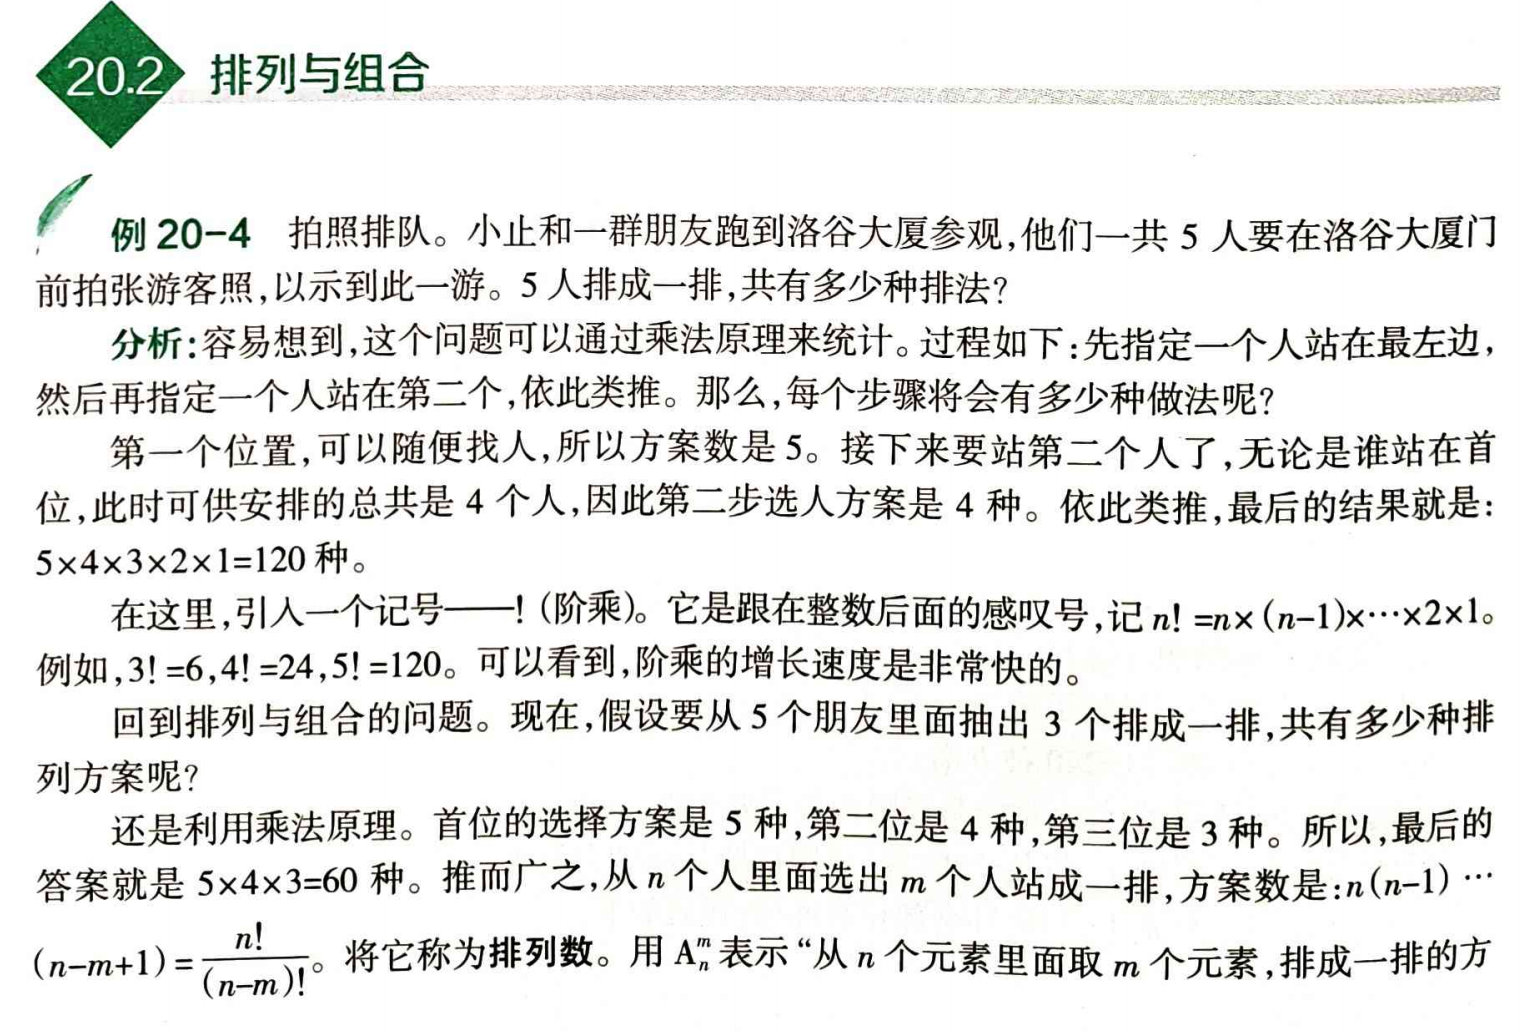 20.2 排列与组合
例 20-4 拍照排队。小止和一群朋友跑到洛谷大厦参观,他们一共 5 人要在洛谷大厦门
前拍张游客照,以示到此一游。5 人排成一排,共有多少种排法?
分析:容易想到,这个问题可以通过乘法原理来统计。过程如下:先指定一个人站在最左边,
然后再指定一个人站在第二个,依此类推。那么,每个步骤将会有多少种做法呢?
第一个位置,可以随便找人,所以方案数是 5。接下来要站第二个人了,无论是谁站在首
位,此时可供安排的总共是 4 个人,因此第二步选人方案是 4 种。依此类推,最后的结果就是:
5×4×3×2×1=120 种。
在这里,引入一个记号——! (阶乘)。它是跟在整数后面的感叹号,记 n! =n×(n-1)×⋯×2×1。
例如,3! =6,4! =24,5! =120。可以看到,阶乘的增长速度是非常快的。
回到排列与组合的问题。现在,假设要从 5 个朋友里面抽出 3 个排成一排,共有多少种排
列方案呢?
还是利用乘法原理。首位的选择方案是 5 种,第二位是 4 种,第三位是 3 种。所以,最后的
答案就是 5×4×3=60 种。推而广之,从 n 个人里面选出 m 个人站成一排,方案数是:n(n-1) ⋯
(n-m+1) = n!/(n-m)!。将它称为排列数。用 Aₙᵐ 表示“从 n 个元素里面取 m 个元素,排成一排的方